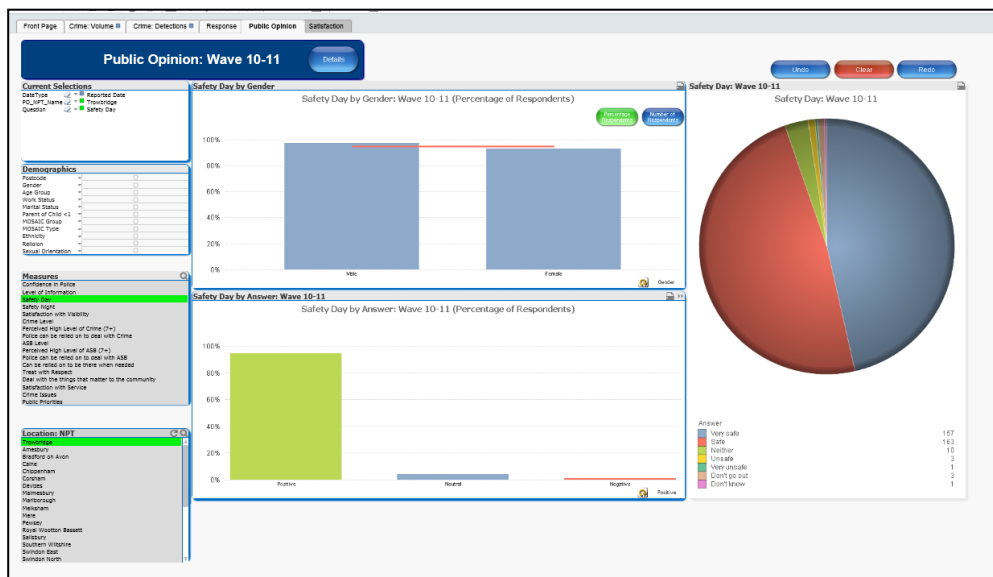 Front Page Crime: Volume Crime: Detections Response Public Opinion Satisfaction
Public Opinion: Wave 10-11
Details
Undo Clear Redo
Current Selections
DateType Reported Date
PO_NPT_Name Trowbridge
Question Safety Day
Demographics
Postcode
Gender
Age Group
Work Status
Marital Status
Parent of Child <1
MOSAIC Group
MOSAIC Type
Ethnicity
Religion
Sexual Orientation
Measures
Confidence in Police
Level of Information
Safety Day
Safety Night
Satisfaction with Visibility
Crime Level
Perceived High Level of Crime (7+)
Police can be relied on to deal with Crime
ASB Level
Perceived High Level of ASB (7+)
Police can be relied on to deal with ASB
Can be relied on to be there when needed
Treat with Respect
Deal with the things that matter to the community
Satisfaction with Service
Crime Issues
Public Priorities
Location: NPT
Trowbridge
Amesbury
Bradford on Avon
Calne
Chippenham
Corsham
Devizes
Malmesbury
Marlborough
Melksham
Mere
Pewsey
Royal Wootton Bassett
Salisbury
Southern Wiltshire
Swindon East
Swindon North
Safety Day by Gender
Safety Day by Gender: Wave 10-11 (Percentage of Respondents)
Percentage Respondents
Number of Respondents
100%
80%
60%
40%
20%
0%
Male Female
Gender
Safety Day by Answer: Wave 10-11
Safety Day by Answer: Wave 10-11 (Percentage of Respondents)
100%
80%
60%
40%
20%
0%
Positive Neutral Negative
Positive
Safety Day: Wave 10-11
Safety Day: Wave 10-11
Answer
Very safe 157
Safe 163
Neither 10
Unsafe 3
Very unsafe 1
Don't go out 3
Don't know 1